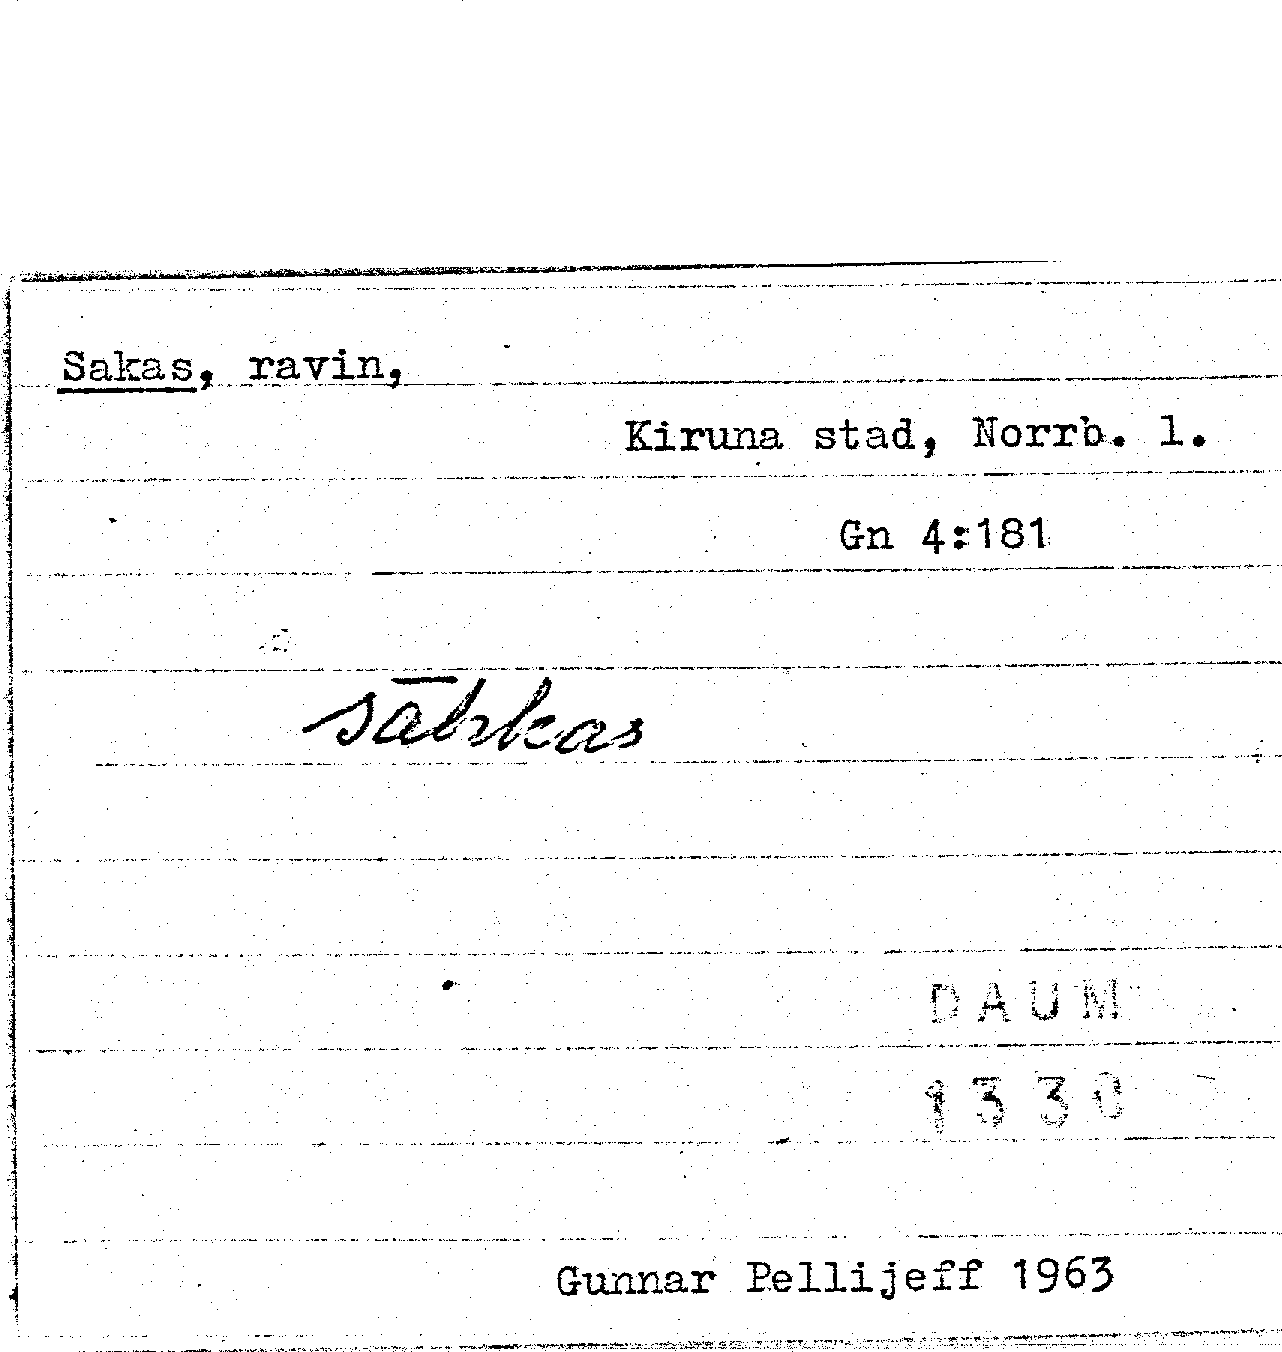 Sakas, ravin,
Kiruna stad, Norrb. l.
Gn 4:181
sāhkas
DAUM
1330
Gunnar Pellijeff 1963